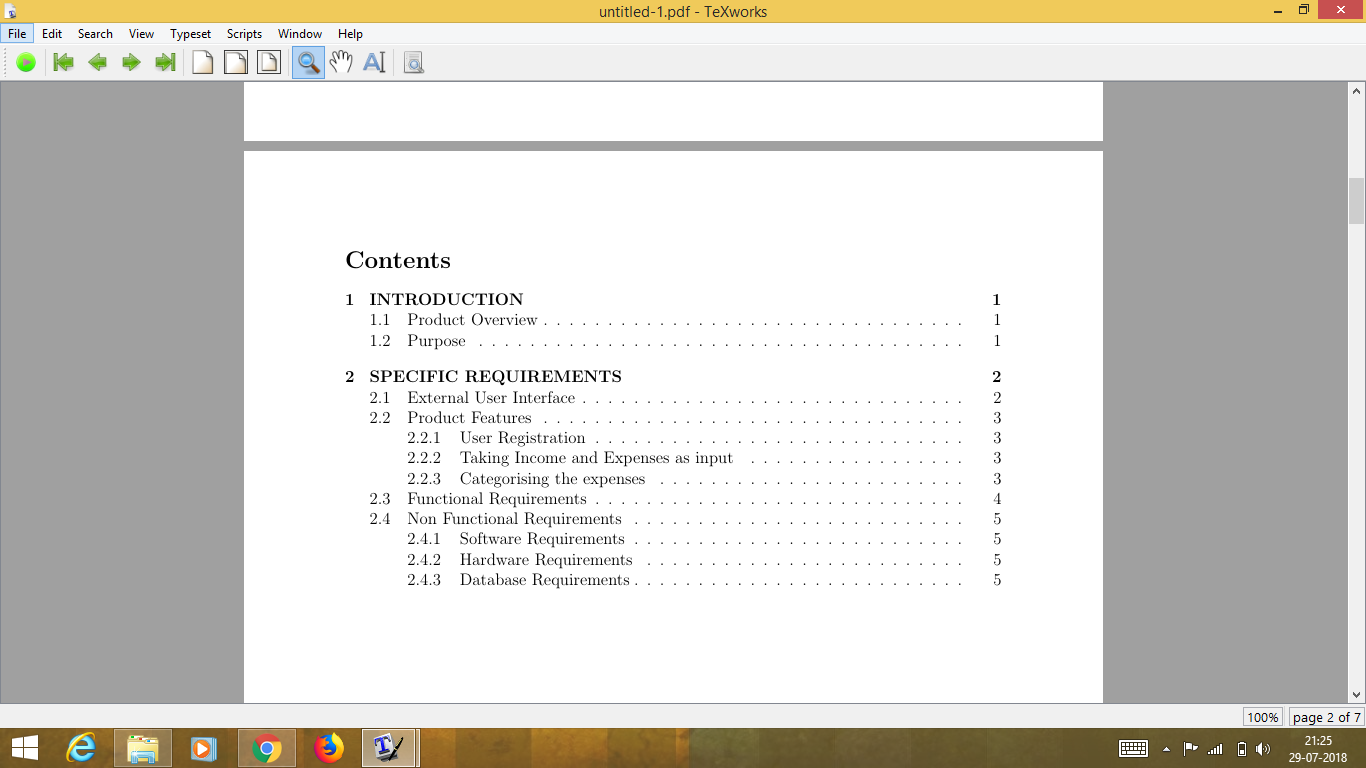 untitled-1.pdf - TeXworks
File Edit Search View Typeset Scripts Window Help
Contents
1 INTRODUCTION 1
1.1 Product Overview . . . . . . . . . . . . . . . . . . . . . . . . . . . . . . . . . 1
1.2 Purpose . . . . . . . . . . . . . . . . . . . . . . . . . . . . . . . . . . . . . . 1
2 SPECIFIC REQUIREMENTS 2
2.1 External User Interface . . . . . . . . . . . . . . . . . . . . . . . . . . . . . . 2
2.2 Product Features . . . . . . . . . . . . . . . . . . . . . . . . . . . . . . . . . 3
2.2.1 User Registration . . . . . . . . . . . . . . . . . . . . . . . . . . . . . 3
2.2.2 Taking Income and Expenses as input . . . . . . . . . . . . . . . . . 3
2.2.3 Categorising the expenses . . . . . . . . . . . . . . . . . . . . . . . . 3
2.3 Functional Requirements . . . . . . . . . . . . . . . . . . . . . . . . . . . . . 4
2.4 Non Functional Requirements . . . . . . . . . . . . . . . . . . . . . . . . . . 5
2.4.1 Software Requirements . . . . . . . . . . . . . . . . . . . . . . . . . . 5
2.4.2 Hardware Requirements . . . . . . . . . . . . . . . . . . . . . . . . . 5
2.4.3 Database Requirements . . . . . . . . . . . . . . . . . . . . . . . . . . 5
100% page 2 of 7
21:25
29-07-2018